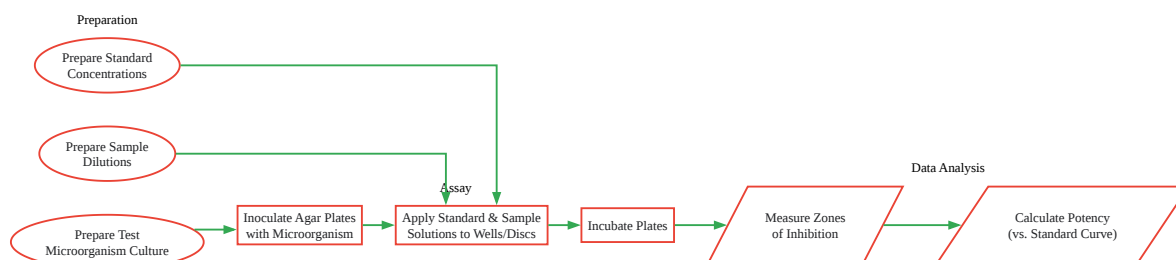 Preparation
Prepare Standard
Concentrations
Prepare Sample
Dilutions
Prepare Test
Microorganism Culture
Inoculate Agar Plates
with Microorganism
Assay
Apply Standard & Sample
Solutions to Wells/Discs
Incubate Plates
Measure Zones
of Inhibition
Data Analysis
Calculate Potency
(vs. Standard Curve)